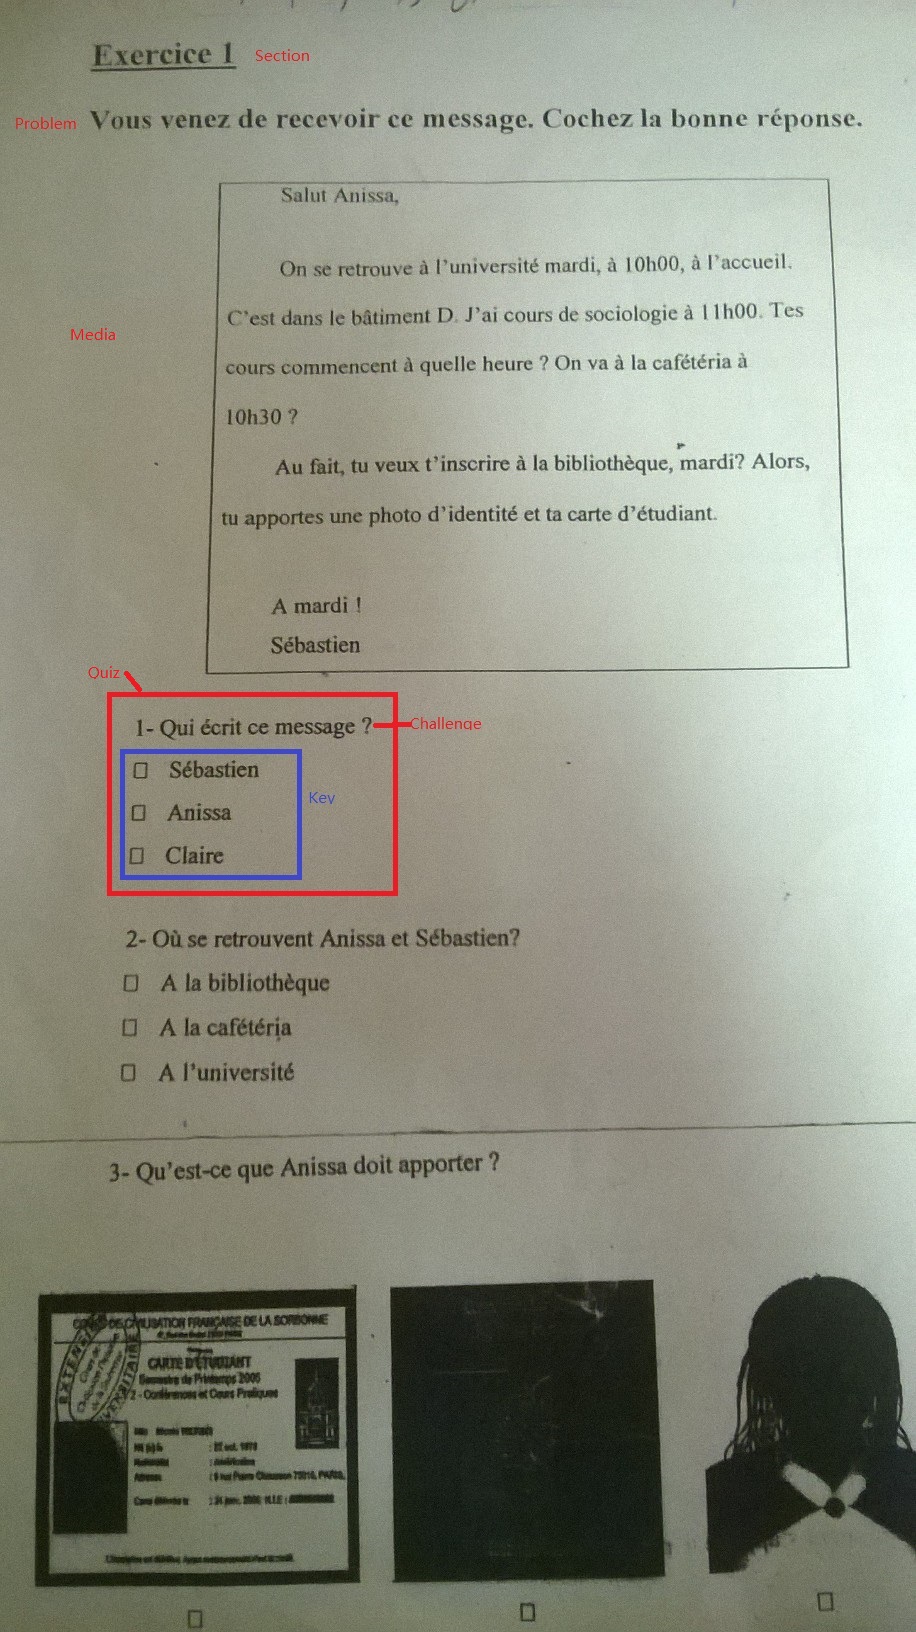 Exercice 1 Section
Problem Vous venez de recevoir ce message. Cochez la bonne réponse.
Salut Anissa,
On se retrouve à l'université mardi, à 10h00, à l'accueil.
C'est dans le bâtiment D. J'ai cours de sociologie à 11h00. Tes
Media
cours commencent à quelle heure ? On va à la cafétéria à
10h30 ?
Au fait, tu veux t'inscrire à la bibliothèque, mardi? Alors,
tu apportes une photo d'identité et ta carte d'étudiant.
A mardi !
Sébastien
Quiz
1- Qui écrit ce message ? Challenge
Sébastien
Key
Anissa
Claire
2- Où se retrouvent Anissa et Sébastien?
A la bibliothèque
A la cafétéria
A l'université
3- Qu'est-ce que Anissa doit apporter ?
CIVILISATION FRANÇAISE DE LA SORBONNE
CARTE D'ÉTUDIANT
Semestre de Printemps 2006
2 - Conférences et Cours Pratiques